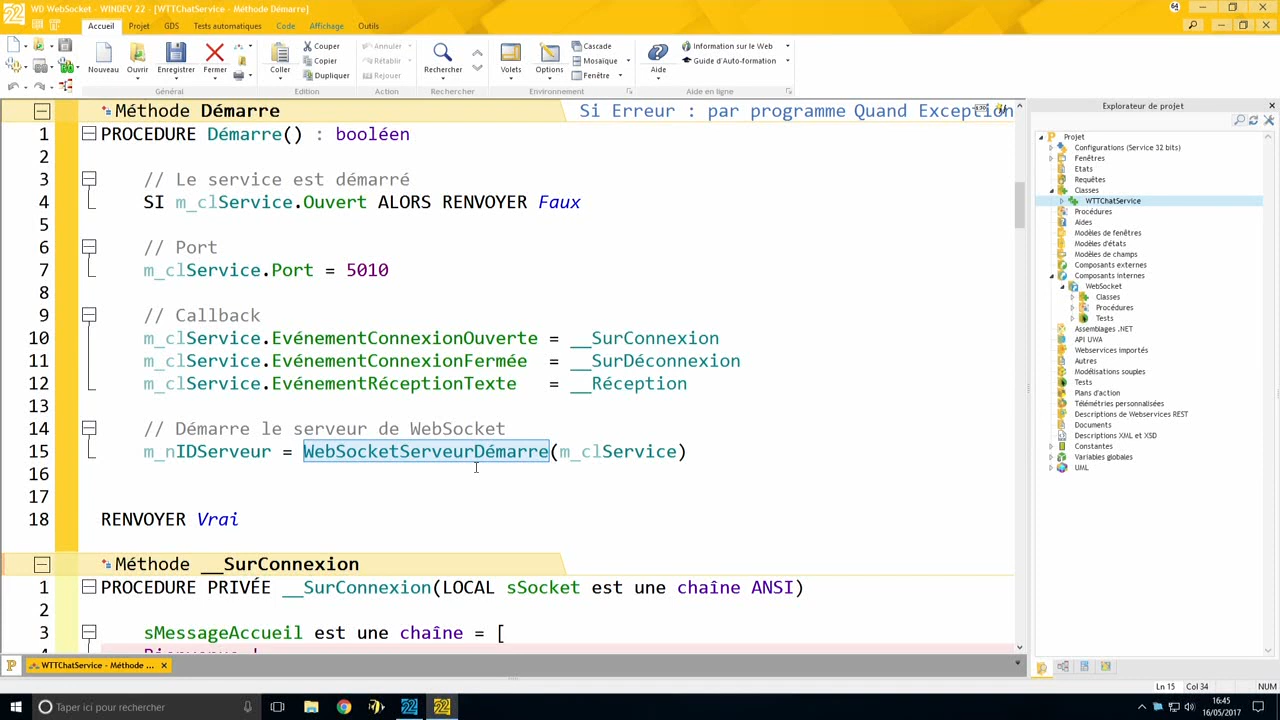 WD WebSocket - WINDEV 22 - [WTTChatService - Méthode Démarre]
Accueil Projet GDS Tests automatiques Code Affichage Outils
Nouveau Ouvrir Enregistrer Fermer
Coller Couper Copier Dupliquer
Annuler Rétablir Rejouer
Rechercher
Volets Options Cascade Mosaïque Fenêtre
Aide Information sur le Web Guide d'Auto-formation
Général Edition Action Rechercher Environnement Aide en ligne
Méthode Démarre Si Erreur : par programme Quand Exception
1 PROCEDURE Démarre() : booléen
2
3 // Le service est démarré
4 SI m_clService.Ouvert ALORS RENVOYER Faux
5
6 // Port
7 m_clService.Port = 5010
8
9 // Callback
10 m_clService.EvénementConnexionOuverte = __SurConnexion
11 m_clService.EvénementConnexionFermée = __SurDéconnexion
12 m_clService.EvénementRéceptionTexte = __Réception
13
14 // Démarre le serveur de WebSocket
15 m_nIDServeur = WebSocketServeurDémarre(m_clService)
16
17
18 RENVOYER Vrai
Méthode __SurConnexion
1 PROCEDURE PRIVÉE __SurConnexion(LOCAL sSocket est une chaîne ANSI)
2
3 sMessageAccueil est une chaîne = [
Explorateur de projet
Projet
Configurations (Service 32 bits)
Fenêtres
Etats
Requêtes
Classes
WTTChatService
Procédures
Aides
Modèles de fenêtres
Modèles d'états
Modèles de champs
Composants externes
Composants internes
WebSocket
Classes
Procédures
Tests
Assemblages .NET
API UWA
Webservices importés
Autres
Modélisations souples
Tests
Plans d'action
Télémétries personnalisées
Descriptions de Webservices REST
Documents
Descriptions XML et XSD
Constantes
Variables globales
UML
WTTChatService - Méthode ...
Ln 15 Col 34 NUM
Taper ici pour rechercher
22 22
16:45
16/05/2017